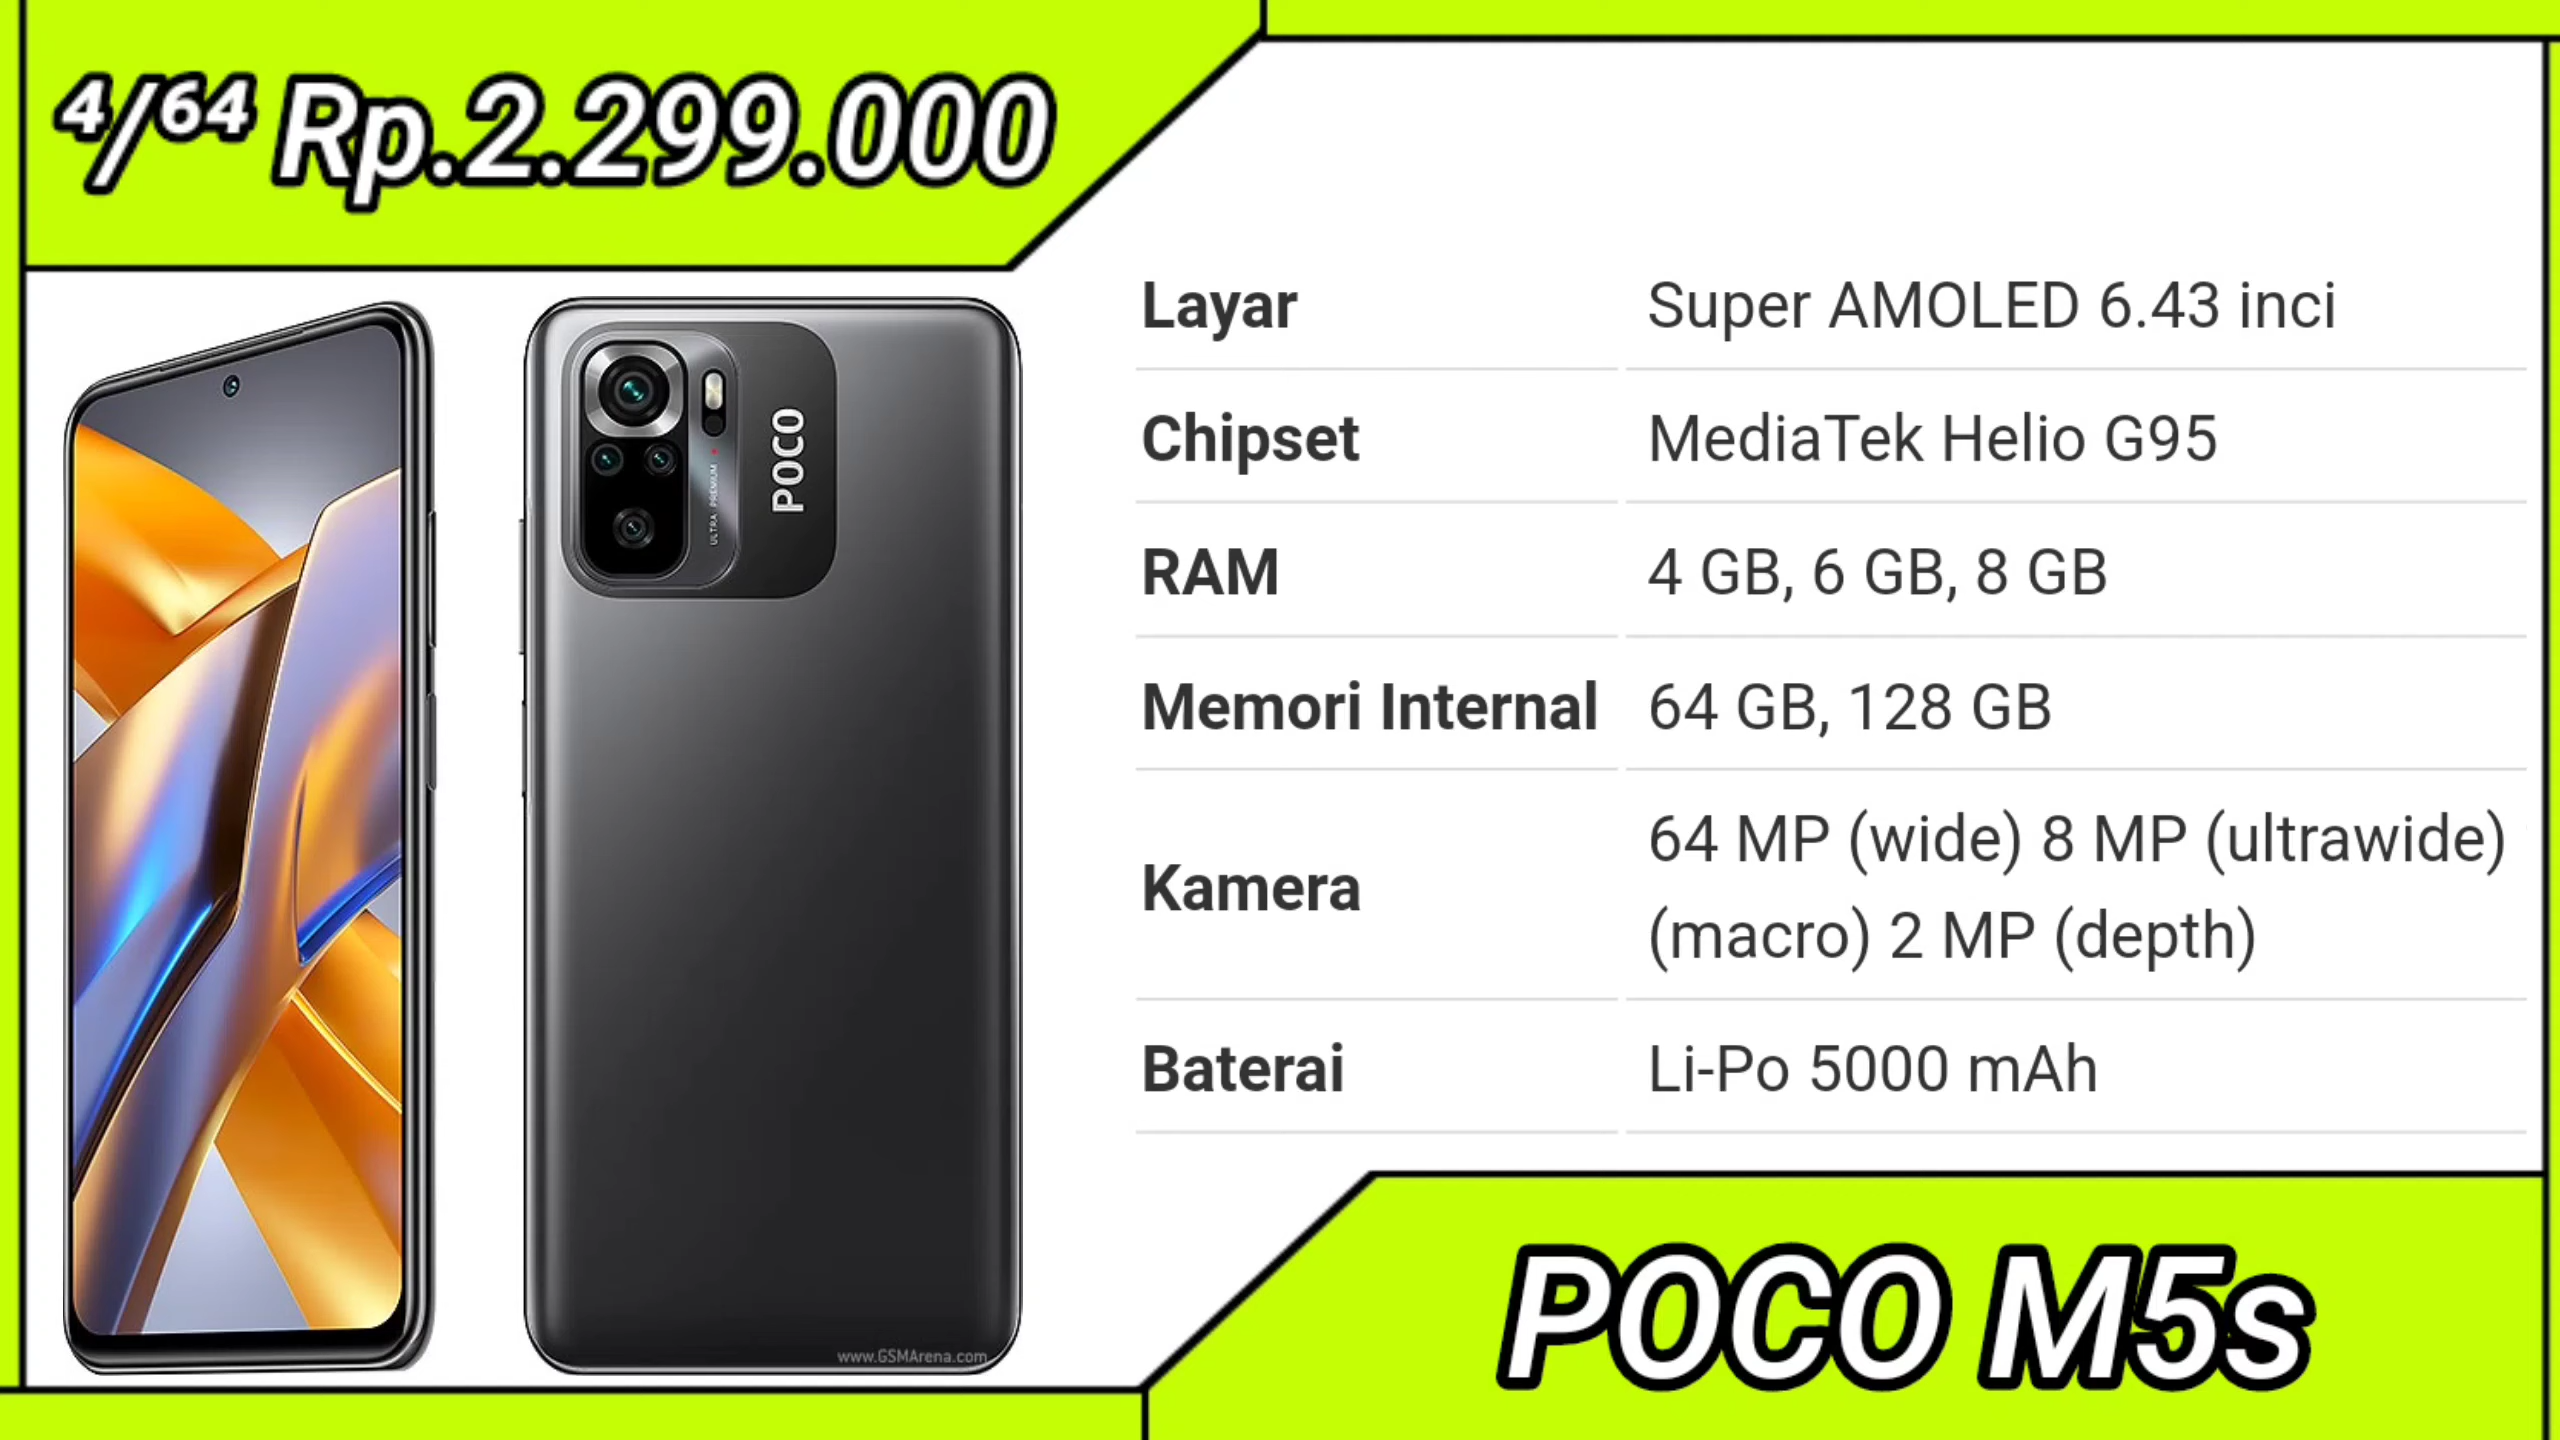 4/64 Rp.2.299.000
POCO
ULTRA PREMIUM
www.GSMArena.com
Layar Super AMOLED 6.43 inci
Chipset MediaTek Helio G95
RAM 4 GB, 6 GB, 8 GB
Memori Internal 64 GB, 128 GB
Kamera 64 MP (wide) 8 MP (ultrawide)
(macro) 2 MP (depth)
Baterai Li-Po 5000 mAh
POCO M5s